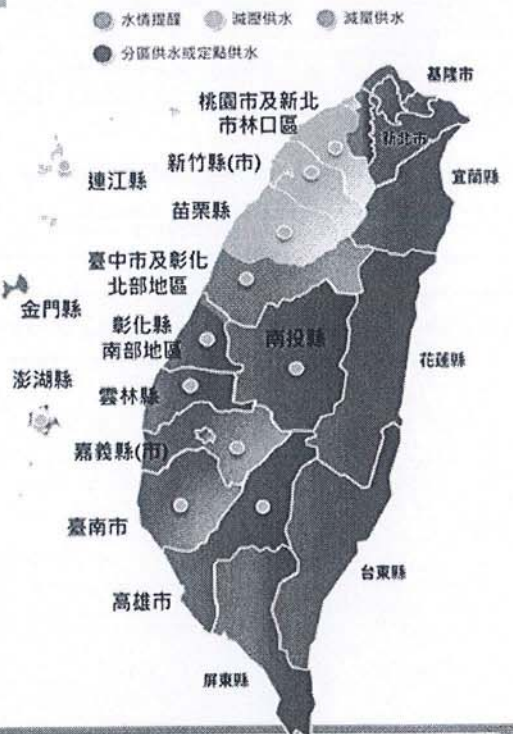 水情提醒 減壓供水 減量供水
分區供水或定點供水
基隆市
桃園市及新北
市林口區
新北市
新竹縣(市)
宜蘭縣
連江縣
苗栗縣
臺中市及彰化
北部地區
金門縣
彰化縣
南部地區
南投縣
花蓮縣
澎湖縣
雲林縣
嘉義縣(市)
臺南市
台東縣
高雄市
屏東縣